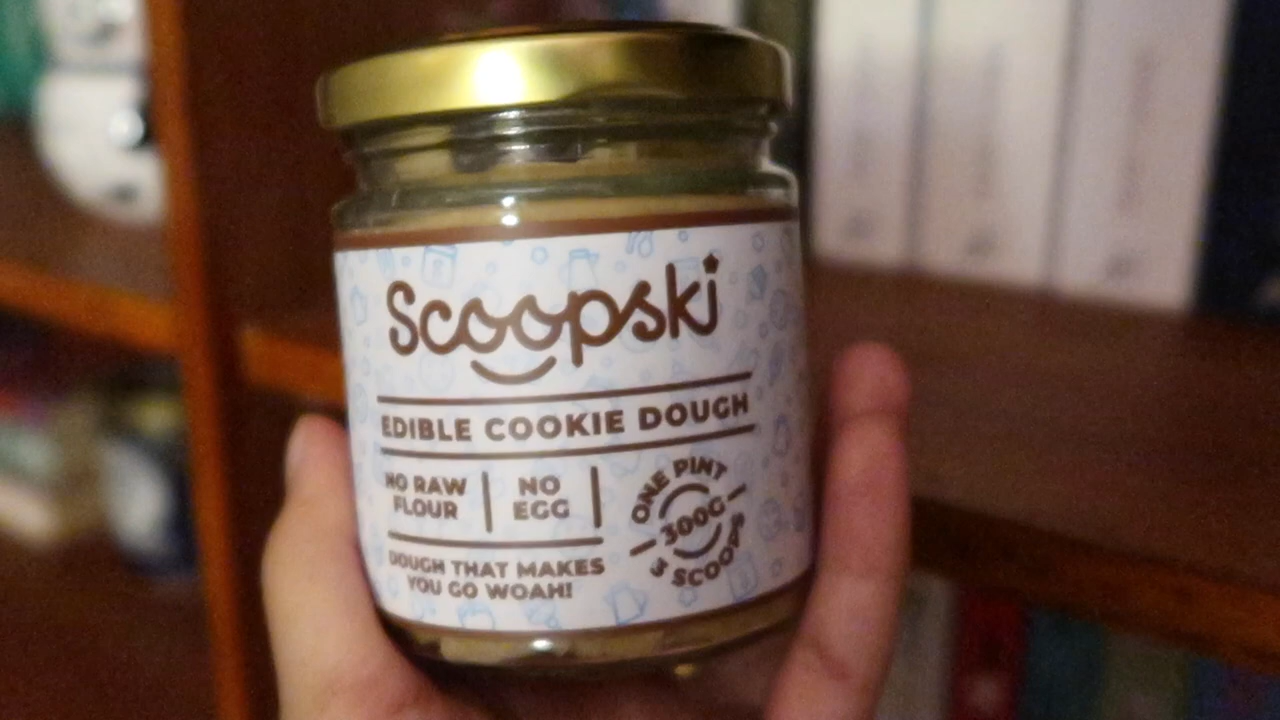 Scoopski
EDIBLE COOKIE DOUGH
NO RAW
FLOUR
NO
EGG
ONE PINT
300G
3 SCOOPS
DOUGH THAT MAKES
YOU GO WOAH!